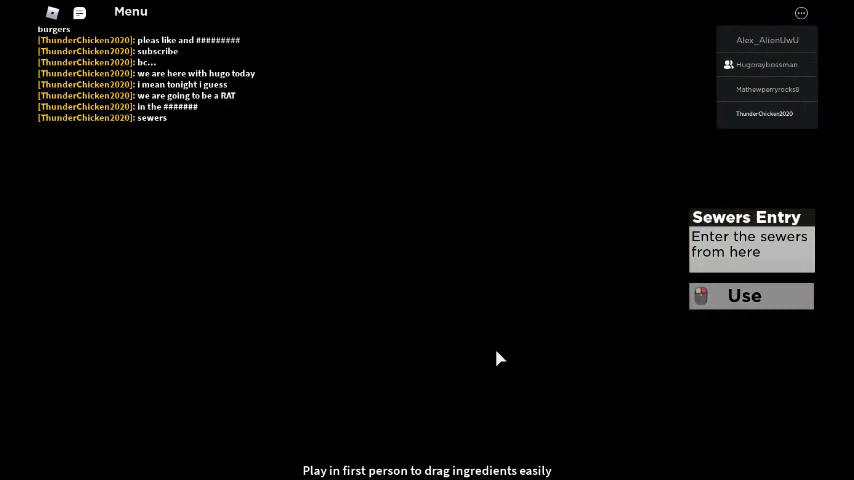 Menu
burgers
[ThunderChicken2020]: pleas like and #########
[ThunderChicken2020]: subscribe
[ThunderChicken2020]: bc...
[ThunderChicken2020]: we are here with hugo today
[ThunderChicken2020]: i mean tonight i guess
[ThunderChicken2020]: we are going to be a RAT
[ThunderChicken2020]: in the #######
[ThunderChicken2020]: sewers
Alex_AlienUwU
Hugoraybossman
Mathewperryrocks8
ThunderChicken2020
Sewers Entry
Enter the sewers
from here
Use
Play in first person to drag ingredients easily